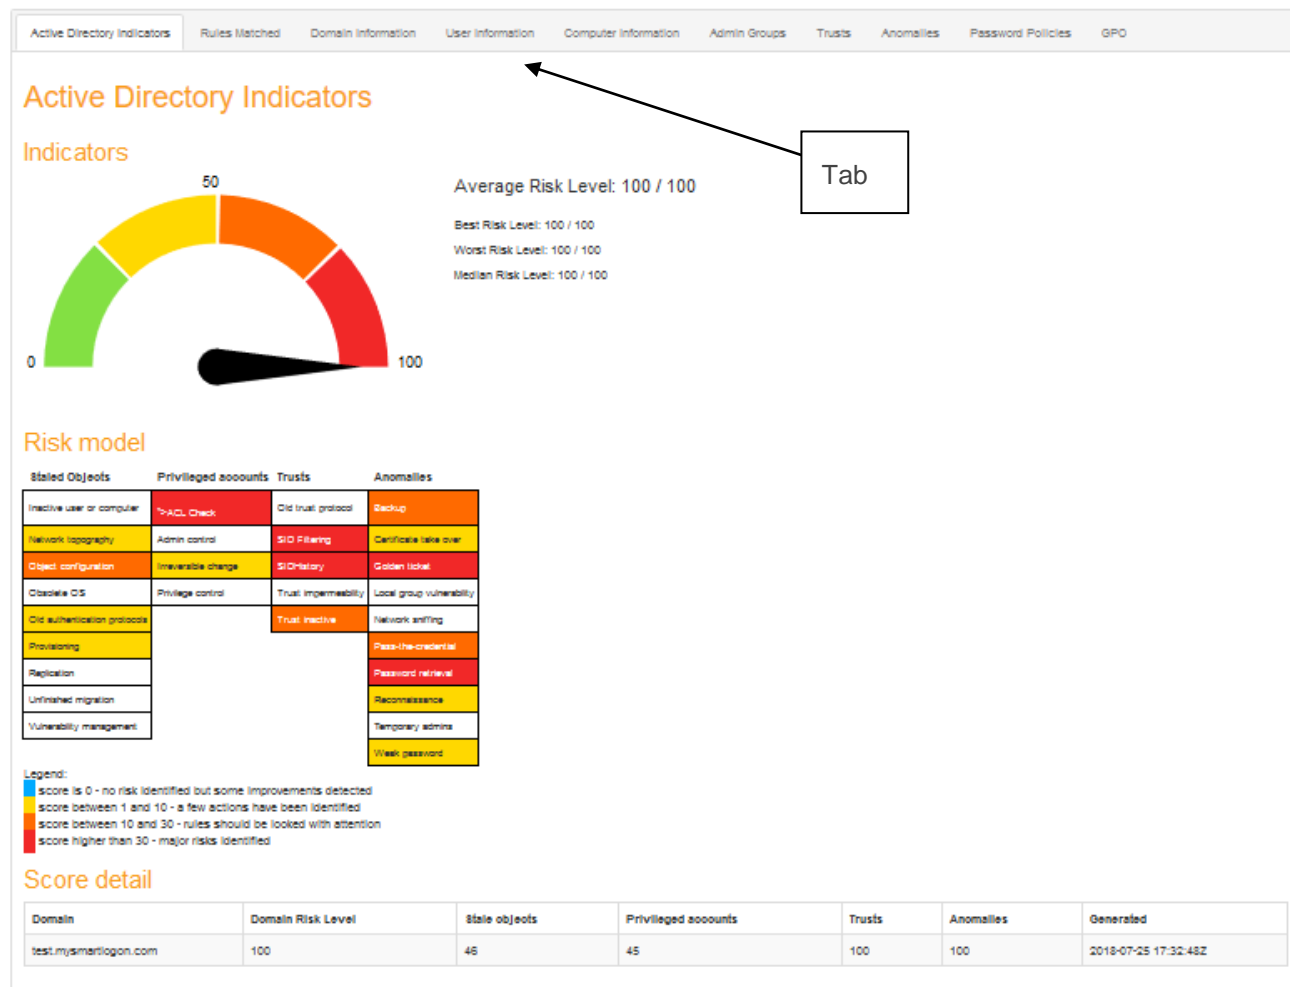 Active Directory Indicators Rules Matched Domain Information User Information Computer Information Admin Groups Trusts Anomalies Password Policies GPO
Active Directory Indicators
Tab
Indicators
50
0
100
Average Risk Level: 100 / 100
Best Risk Level: 100 / 100
Worst Risk Level: 100 / 100
Median Risk Level: 100 / 100
Risk model
Staled Objects Privileged accounts Trusts Anomalies
Inactive user or computer ">ACL Check Old trust protocol Backup
Network topography Admin control SID Filtering Certificate take over
Object configuration Irreversible change SIDHistory Golden ticket
Obsolete OS Privilege control Trust impermeability Local group vulnerability
Old authentication protocols Trust inactive Network sniffing
Provisioning Pass-the-credential
Replication Password retrieval
Unfinished migration Reconnaissance
Vulnerability management Temporary admins
Weak password
Legend:
score is 0 - no risk identified but some improvements detected
score between 1 and 10 - a few actions have been identified
score between 10 and 30 - rules should be looked with attention
score higher than 30 - major risks identified
Score detail
Domain Domain Risk Level Stale objects Privileged accounts Trusts Anomalies Generated
test.mysmartlogon.com 100 46 45 100 100 2018-07-25 17:32:48Z